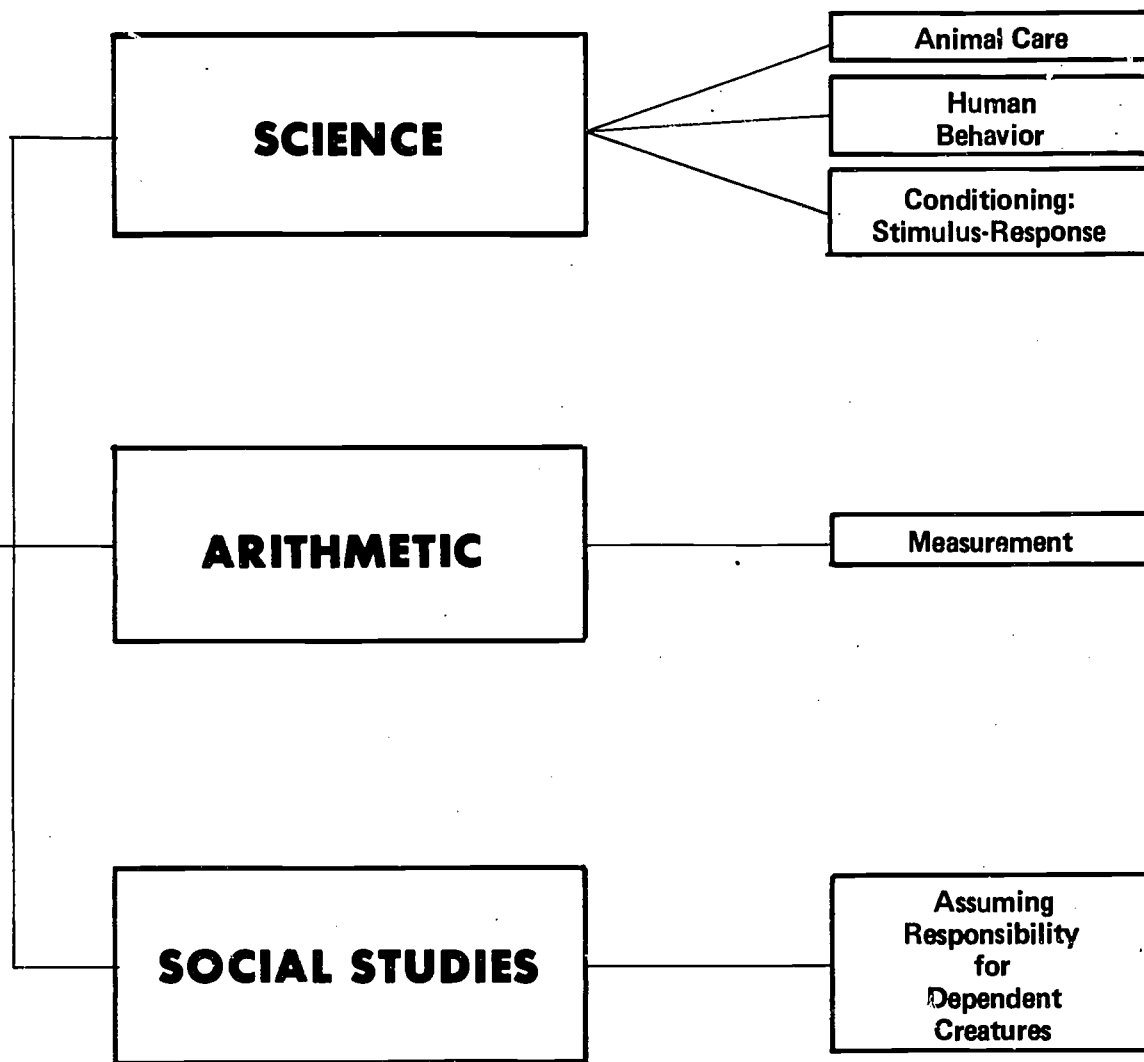 SCIENCE
Animal Care
Human
Behavior
Conditioning:
Stimulus-Response
ARITHMETIC
Measurement
SOCIAL STUDIES
Assuming
Responsibility
for
Dependent
Creatures